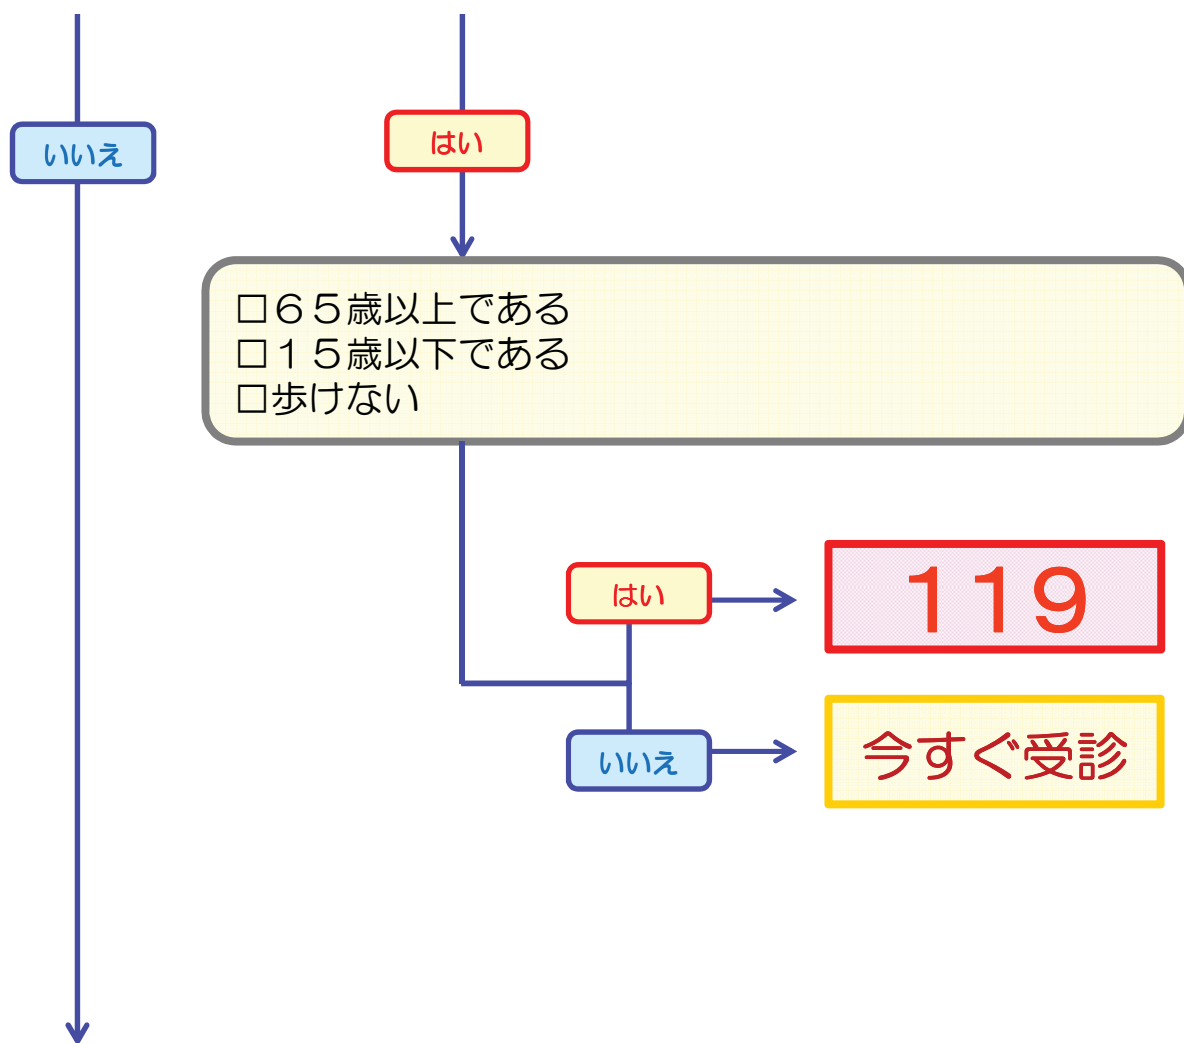 いいえ
はい
□６５歳以上である
□１５歳以下である
□歩けない
はい
１１９
いいえ
今すぐ受診